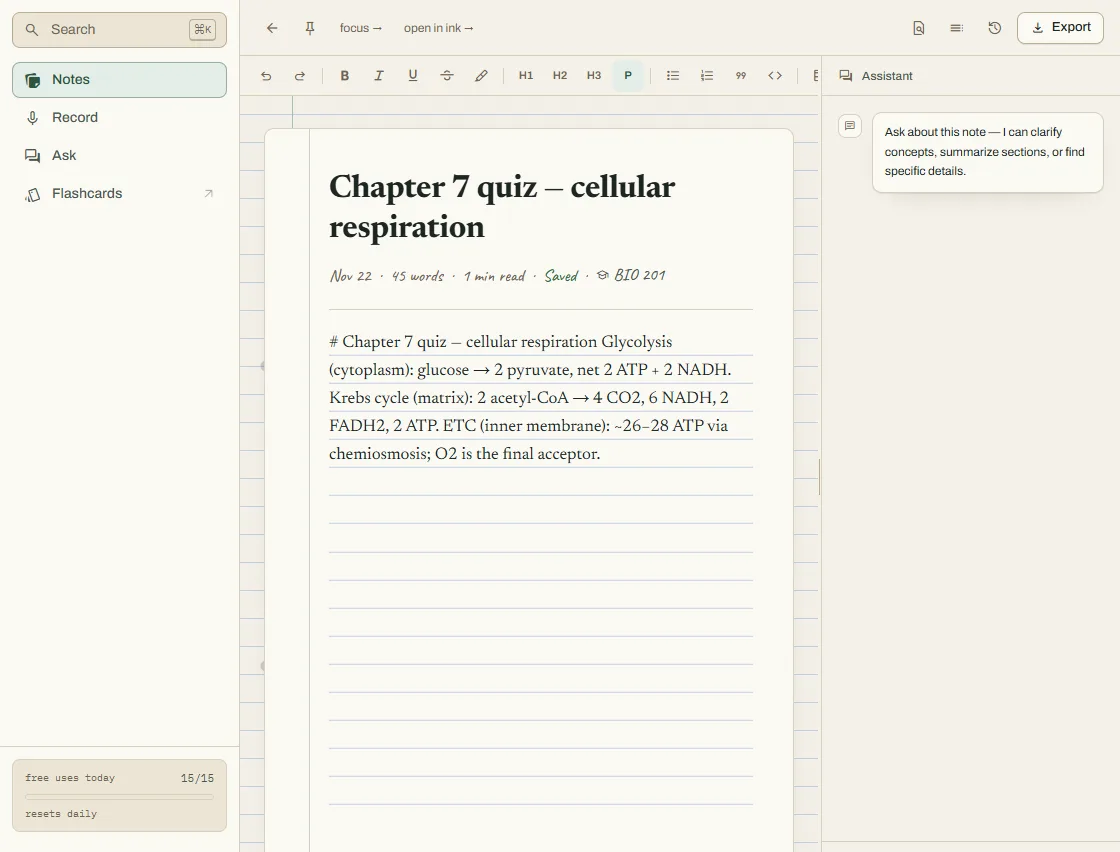 Search ⌘K
Notes
Record
Ask
Flashcards
free uses today 15/15
resets daily
focus → open in ink → Export
B I U S H1 H2 H3 P 99 <>
Assistant
Ask about this note — I can clarify
concepts, summarize sections, or find
specific details.
Chapter 7 quiz — cellular
respiration
Nov 22 · 45 words · 1 min read · Saved · BIO 201
# Chapter 7 quiz — cellular respiration Glycolysis
(cytoplasm): glucose → 2 pyruvate, net 2 ATP + 2 NADH.
Krebs cycle (matrix): 2 acetyl-CoA → 4 CO2, 6 NADH, 2
FADH2, 2 ATP. ETC (inner membrane): ~26–28 ATP via
chemiosmosis; O2 is the final acceptor.